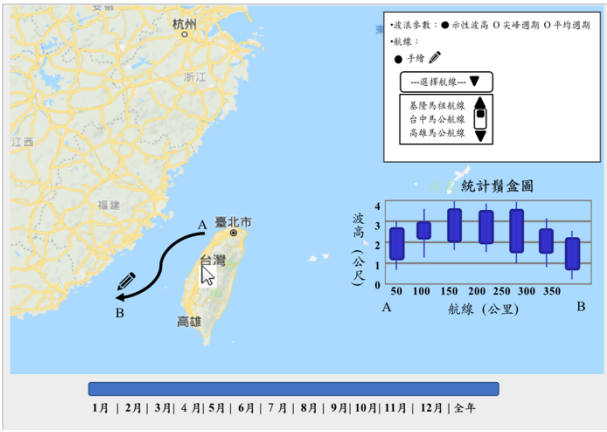 杭州
浙江
江西
福建
臺北市
A
台灣
B
高雄
•波浪參數：●示性波高 O 尖峰週期 O 平均週期
•航線：
● 手繪
---選擇航線---
基隆馬祖航線
台中馬公航線
高雄馬公航線
統計鬚盒圖
波高(公尺)
4
3
2
1
0
50 100 150 200 250 300 350
A 航線 (公里) B
1月 | 2月 | 3月| 4 月| 5月 | 6月 | 7 月 | 8月 | 9月| 10月| 11月 | 12月 | 全年